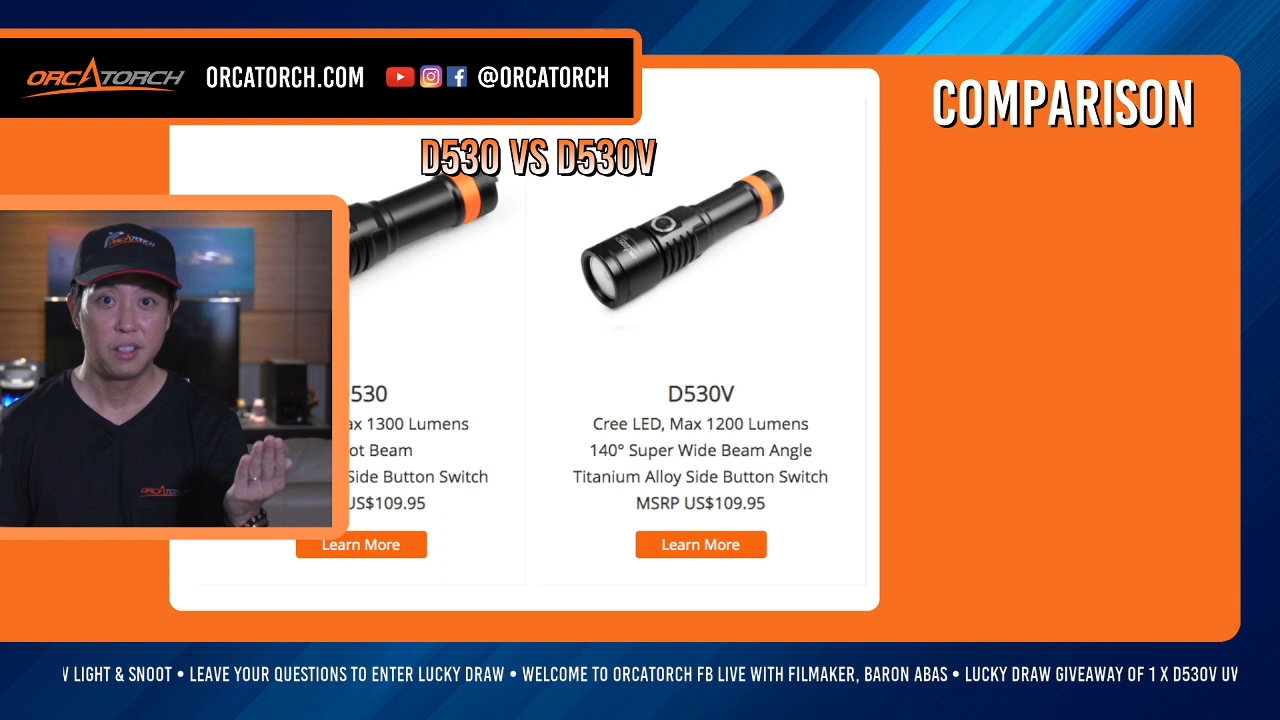 ORCATORCH ORCATORCH.COM @ORCATORCH
COMPARISON
D530 VS D530V
ORCATORCH
ORCATORCH
530
ax 1300 Lumens
ot Beam
Side Button Switch
US$109.95
Learn More
D530V
Cree LED, Max 1200 Lumens
140° Super Wide Beam Angle
Titanium Alloy Side Button Switch
MSRP US$109.95
Learn More
V LIGHT & SNOOT • LEAVE YOUR QUESTIONS TO ENTER LUCKY DRAW • WELCOME TO ORCATORCH FB LIVE WITH FILMAKER, BARON ABAS • LUCKY DRAW GIVEAWAY OF 1 X D530V UV